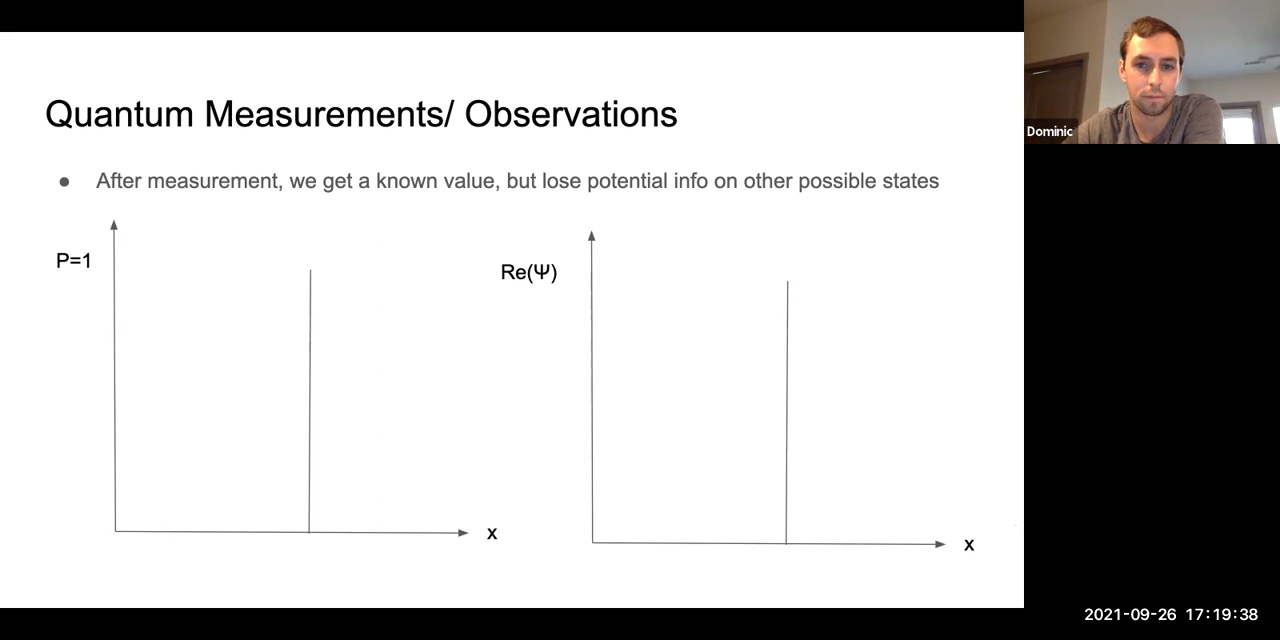 Quantum Measurements/ Observations
● After measurement, we get a known value, but lose potential info on other possible states
P=1
x
Re(Ψ)
x
Dominic
2021-09-26 17:19:38